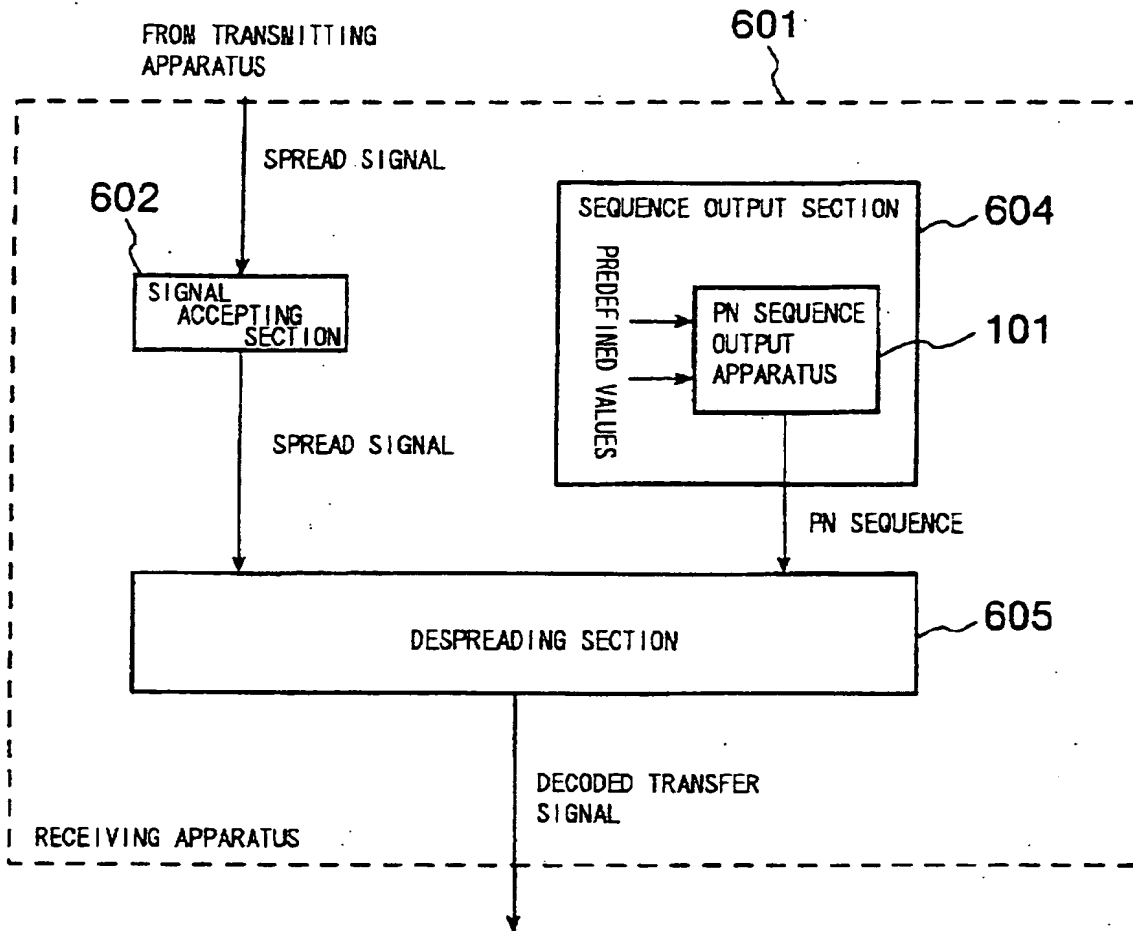 601
FROM TRANSMITTING
APPARATUS
SPREAD SIGNAL
602
SIGNAL
ACCEPTING
SECTION
SEQUENCE OUTPUT SECTION
604
PREDEFINED VALUES
PN SEQUENCE
OUTPUT
APPARATUS
101
SPREAD SIGNAL
PN SEQUENCE
DESPREADING SECTION
605
DECODED TRANSFER
SIGNAL
RECEIVING APPARATUS